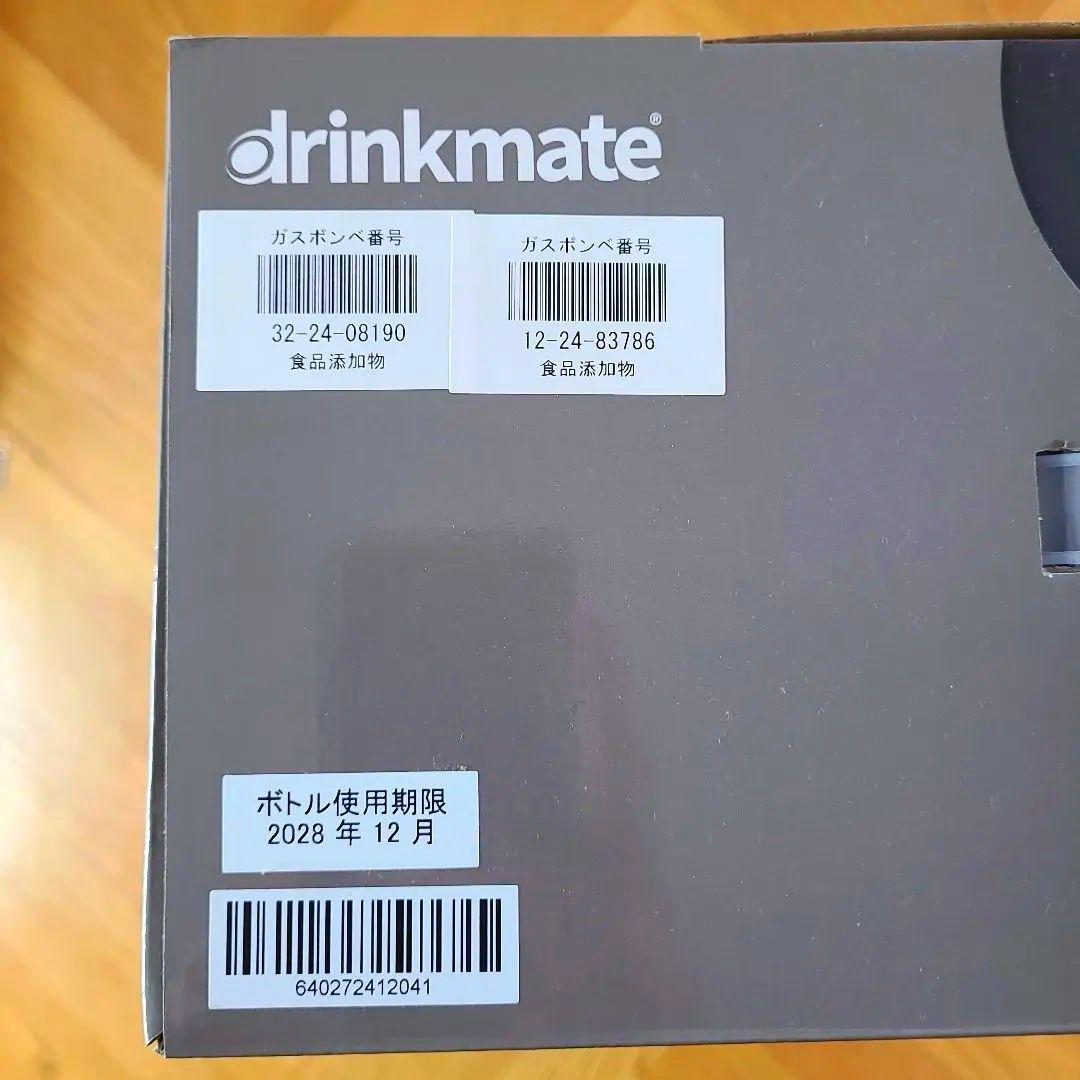 drinkmate®
ガスボンベ番号
32-24-08190
食品添加物
ガスボンベ番号
12-24-83786
食品添加物
ボトル使用期限
2028 年 12 月
640272412041